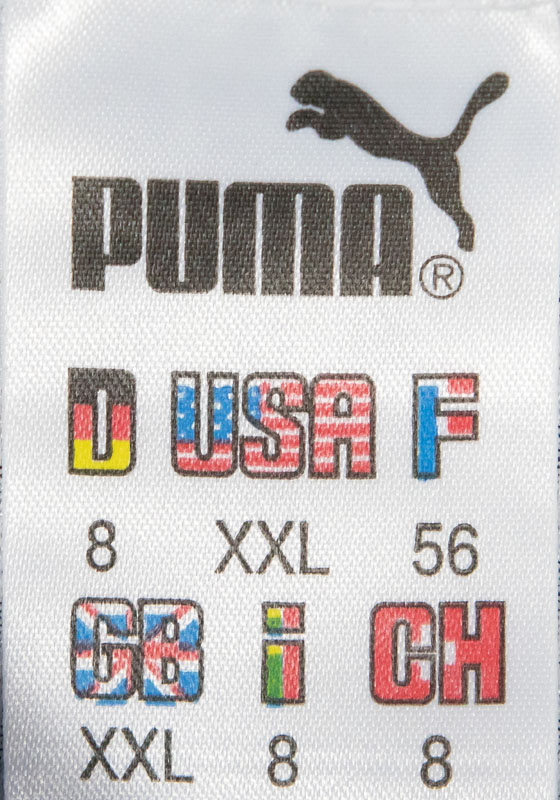 PUMA®
D USA F
8 XXL 56
GB i CH
XXL 8 8